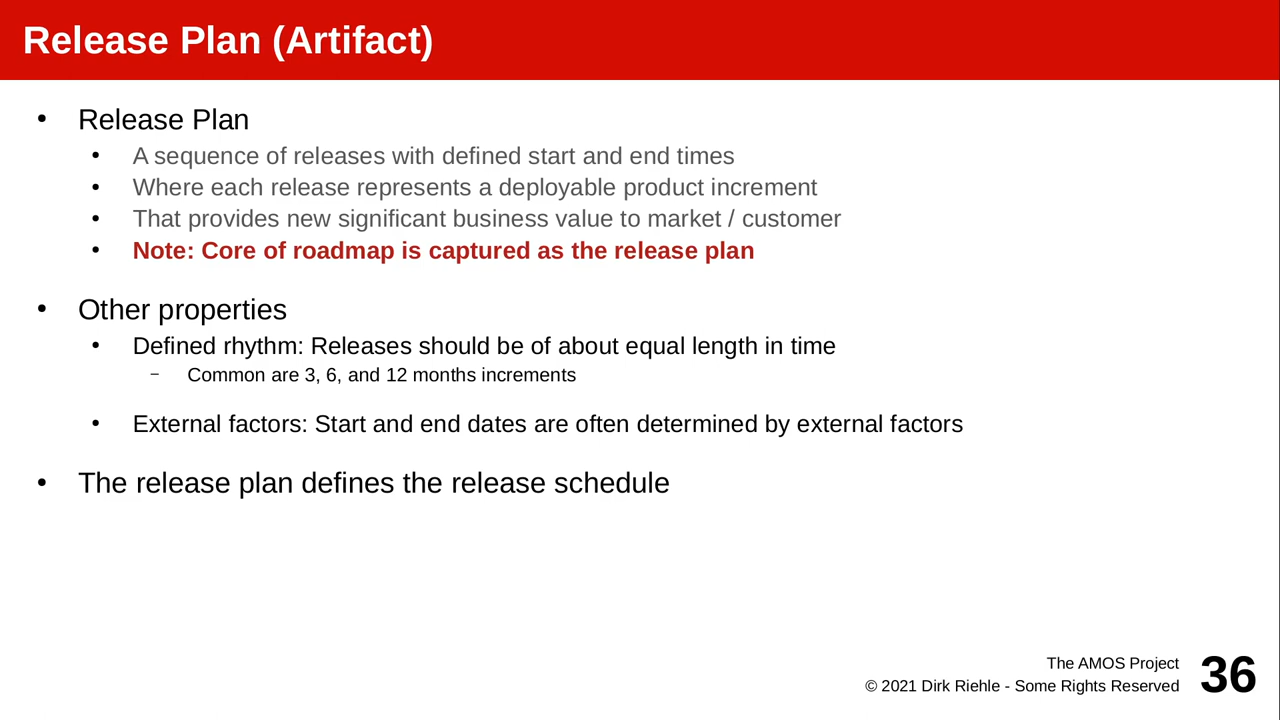 Release Plan (Artifact)
• Release Plan
• A sequence of releases with defined start and end times
• Where each release represents a deployable product increment
• That provides new significant business value to market / customer
• Note: Core of roadmap is captured as the release plan
• Other properties
• Defined rhythm: Releases should be of about equal length in time
– Common are 3, 6, and 12 months increments
• External factors: Start and end dates are often determined by external factors
• The release plan defines the release schedule
The AMOS Project
© 2021 Dirk Riehle - Some Rights Reserved
36